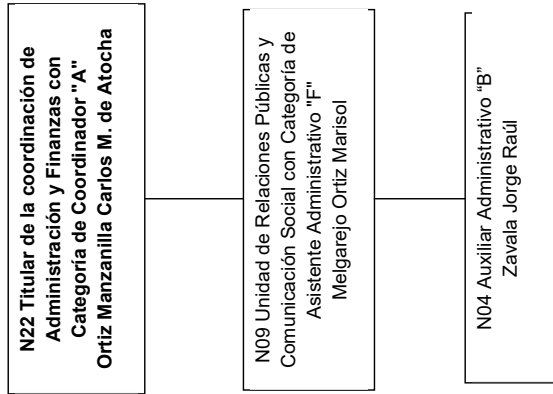 N22 Titular de la coordinación de
Administración y Finanzas con
Categoría de Coordinador "A"
Ortiz Manzanilla Carlos M. de Atocha
N09 Unidad de Relaciones Públicas y
Comunicación Social con Categoría de
Asistente Administrativo "F"
Melgarejo Ortiz Marisol
N04 Auxiliar Administrativo “B”
Zavala Jorge Raúl